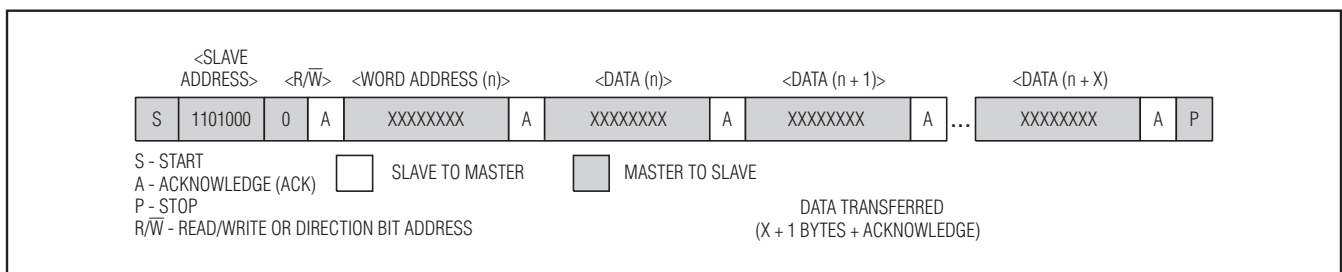 <SLAVE
ADDRESS> <R/W̅> <WORD ADDRESS (n)> <DATA (n)> <DATA (n + 1)> <DATA (n + X)
S 1101000 0 A XXXXXXXX A XXXXXXXX A XXXXXXXX A ... XXXXXXXX A P
S - START
A - ACKNOWLEDGE (ACK) SLAVE TO MASTER MASTER TO SLAVE
P - STOP
R/W̅ - READ/WRITE OR DIRECTION BIT ADDRESS
DATA TRANSFERRED
(X + 1 BYTES + ACKNOWLEDGE)